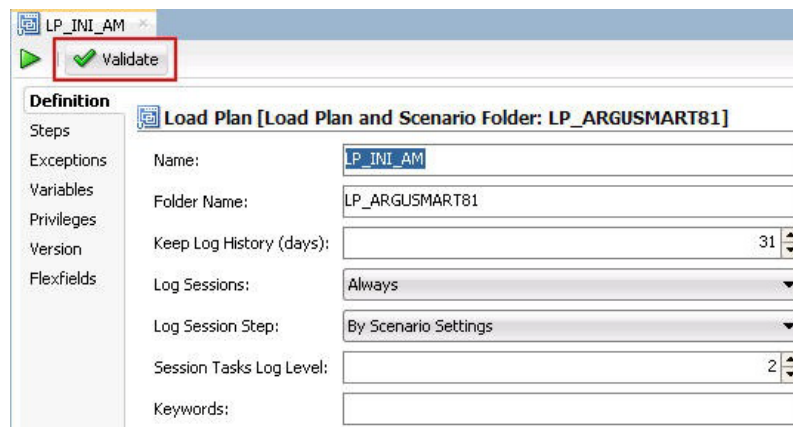 LP_INI_AM
Validate
Definition
Steps
Exceptions
Variables
Privileges
Version
Flexfields
Load Plan [Load Plan and Scenario Folder: LP_ARGUSMART81]
Name: LP_INI_AM
Folder Name: LP_ARGUSMART81
Keep Log History (days): 31
Log Sessions: Always
Log Session Step: By Scenario Settings
Session Tasks Log Level: 2
Keywords: